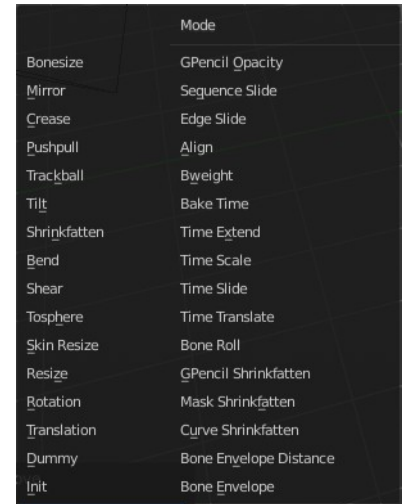 Mode
Bonesize
Mirror
Crease
Pushpull
Trackball
Tilt
Shrinkfatten
Bend
Shear
Tosphere
Skin Resize
Resize
Rotation
Translation
Dummy
Init
GPencil Opacity
Sequence Slide
Edge Slide
Align
Bweight
Bake Time
Time Extend
Time Scale
Time Slide
Time Translate
Bone Roll
GPencil Shrinkfatten
Mask Shrinkfatten
Curve Shrinkfatten
Bone Envelope Distance
Bone Envelope